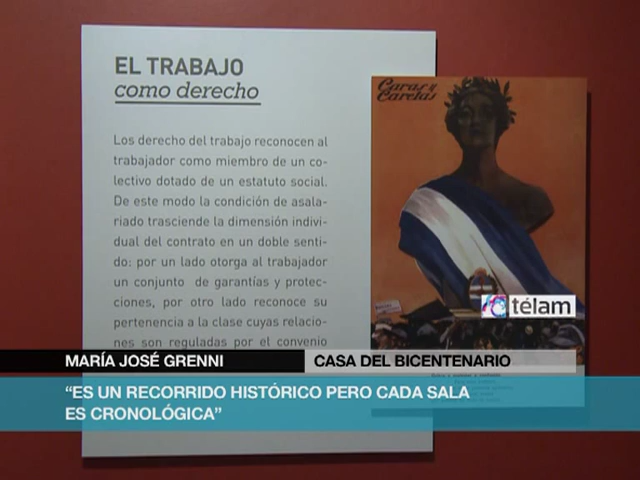 EL TRABAJO
como derecho
Los derecho del trabajo reconocen al
trabajador como miembro de un co-
lectivo dotado de un estatuto social.
De este modo la condición de asala-
riado trasciende la dimensión indivi-
dual del contrato en un doble senti-
do: por un lado otorga al trabajador
un conjunto de garantías y protec-
ciones, por otro lado reconoce su
pertenencia a la clase cuyas relacio-
nes son reguladas por el convenio
Caras y
Caretas
télam
MARÍA JOSÉ GRENNI
CASA DEL BICENTENARIO
“ES UN RECORRIDO HISTÓRICO PERO CADA SALA
ES CRONOLÓGICA”